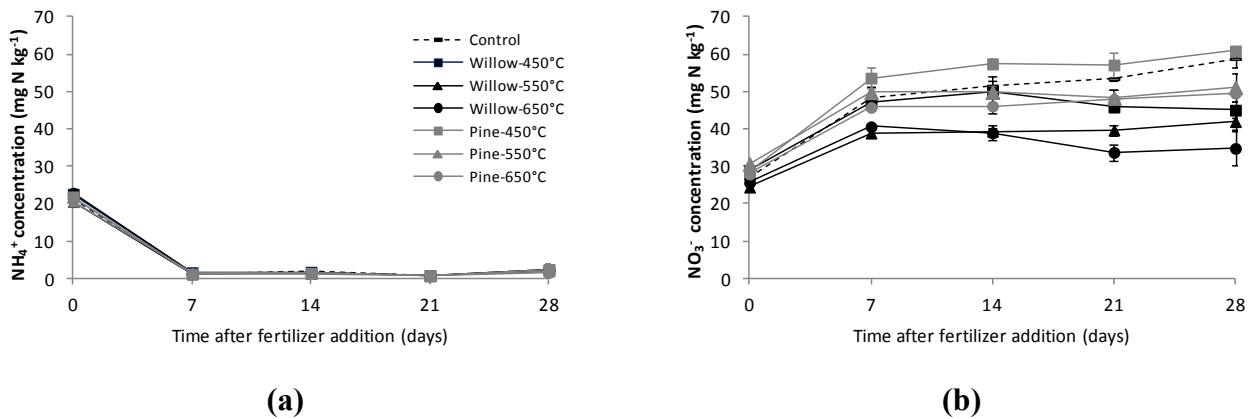 NH₄⁺ concentration (mg N kg⁻¹)
70
60
50
40
30
20
10
0
0 7 14 21 28
Time after fertilizer addition (days)
Control
Willow-450°C
Willow-550°C
Willow-650°C
Pine-450°C
Pine-550°C
Pine-650°C
(a)
NO₃⁻ concentration (mg N kg⁻¹)
70
60
50
40
30
20
10
0
0 7 14 21 28
Time after fertilizer addition (days)
(b)